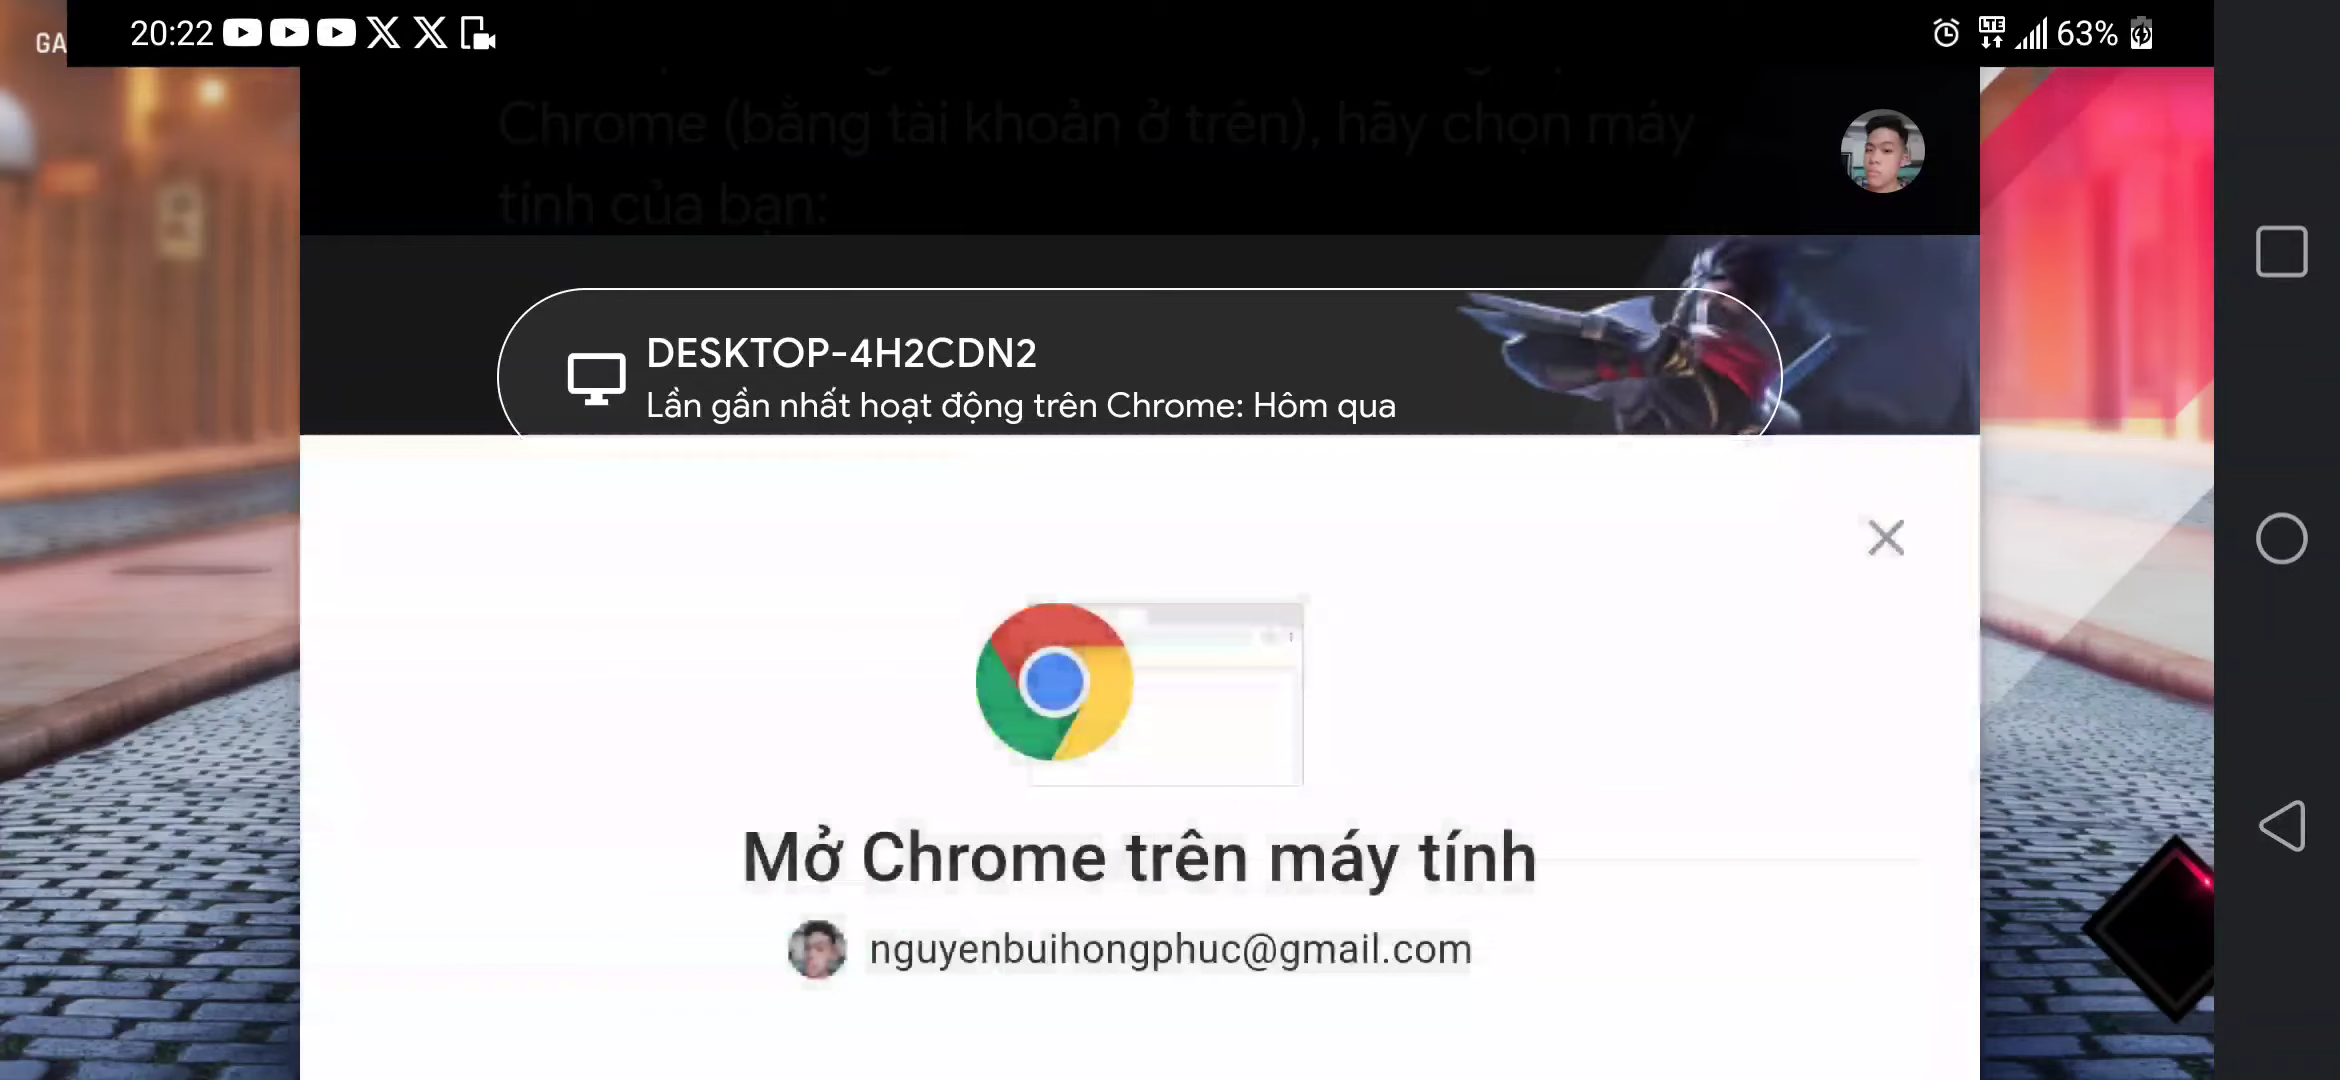 GA
20:22
LTE
63%
Chrome (bằng tài khoản ở trên), hãy chọn máy
tính của bạn:
DESKTOP-4H2CDN2
Lần gần nhất hoạt động trên Chrome: Hôm qua
Mở Chrome trên máy tính
nguyenbuihongphuc@gmail.com